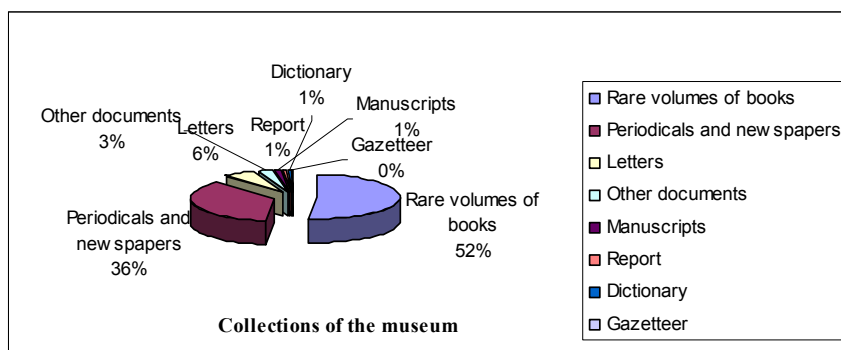 Dictionary
1%
Manuscripts
1%
Other documents
3%
Letters
6%
Report
1%
Gazetteer
0%
Periodicals and
new spapers
36%
Rare volumes of
books
52%
Collections of the museum
Rare volumes of books
Periodicals and new spapers
Letters
Other documents
Manuscripts
Report
Dictionary
Gazetteer